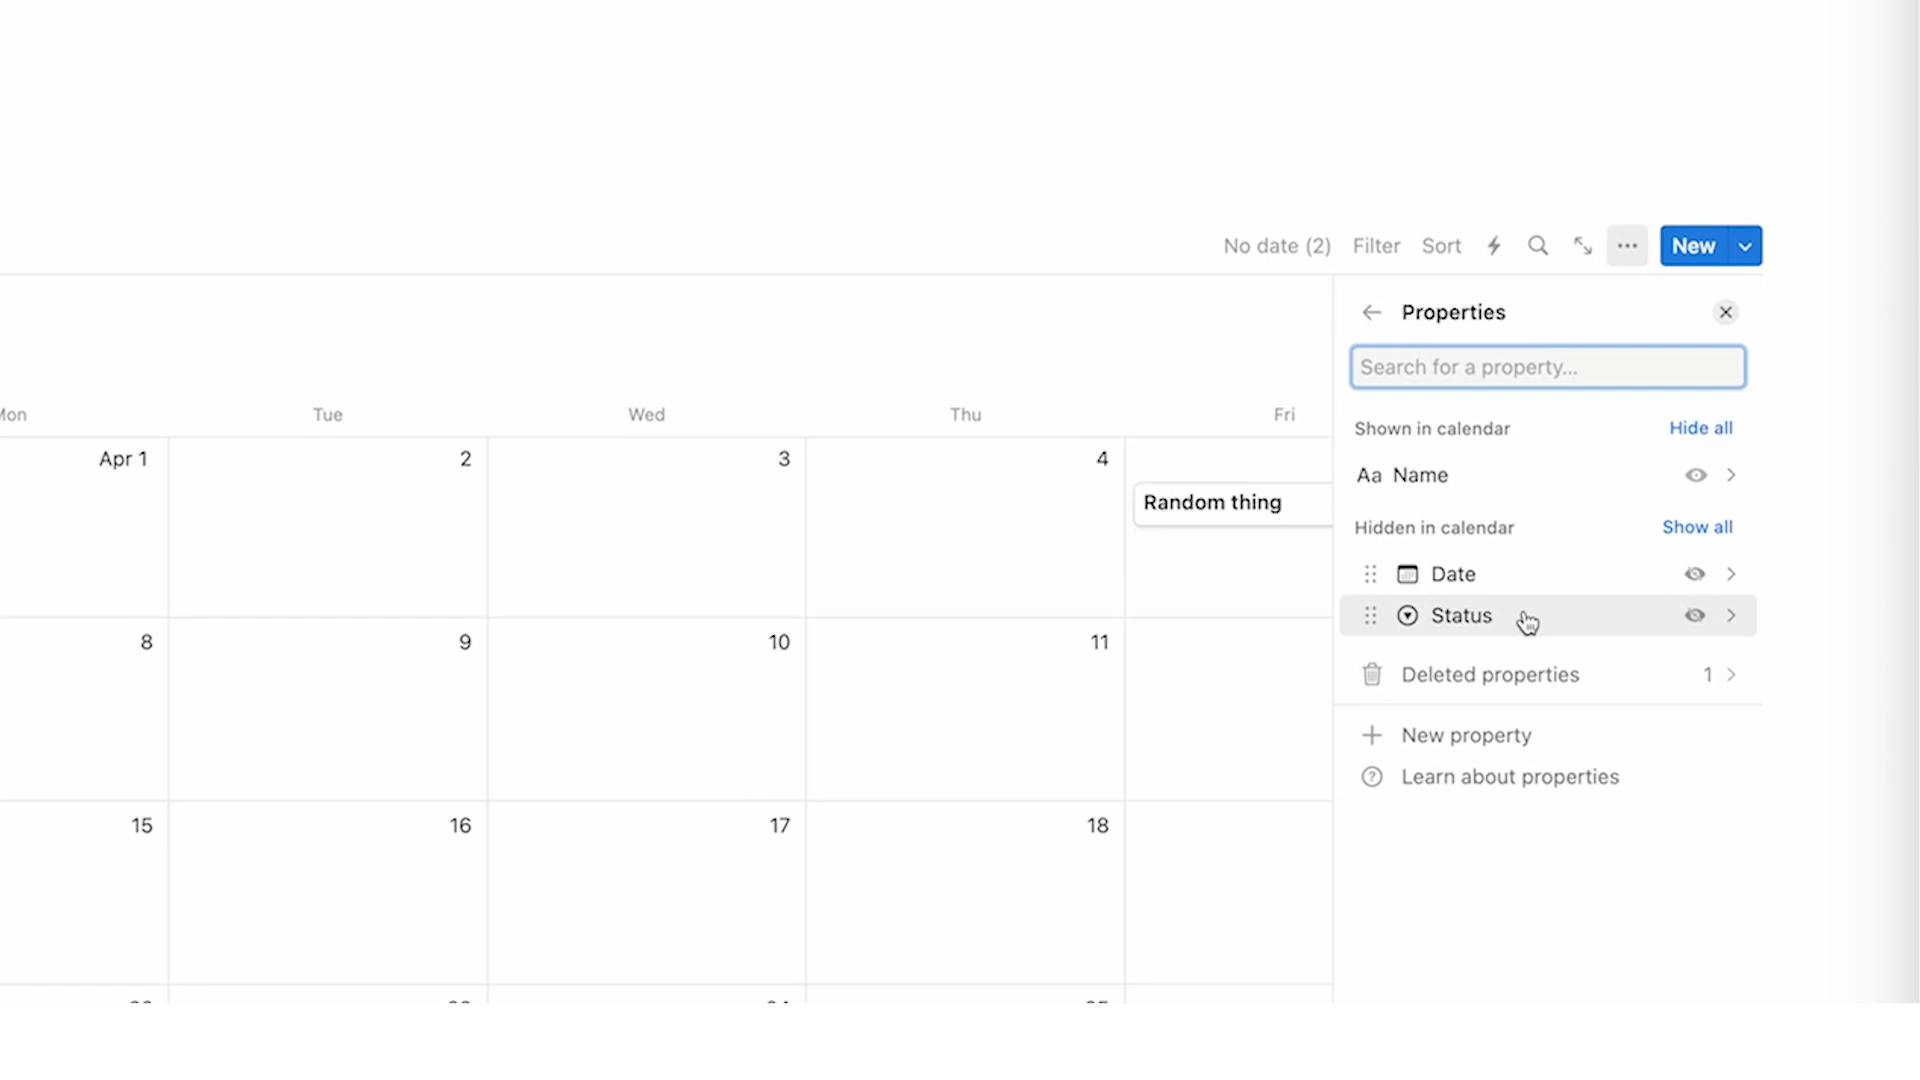 No date (2) Filter Sort New
Properties
Search for a property...
Shown in calendar Hide all
Aa Name
Hidden in calendar Show all
Date
Status
Deleted properties 1
New property
Learn about properties
Tue Wed Thu Fri
Apr 1 2 3 4
Random thing
8 9 10 11
15 16 17 18